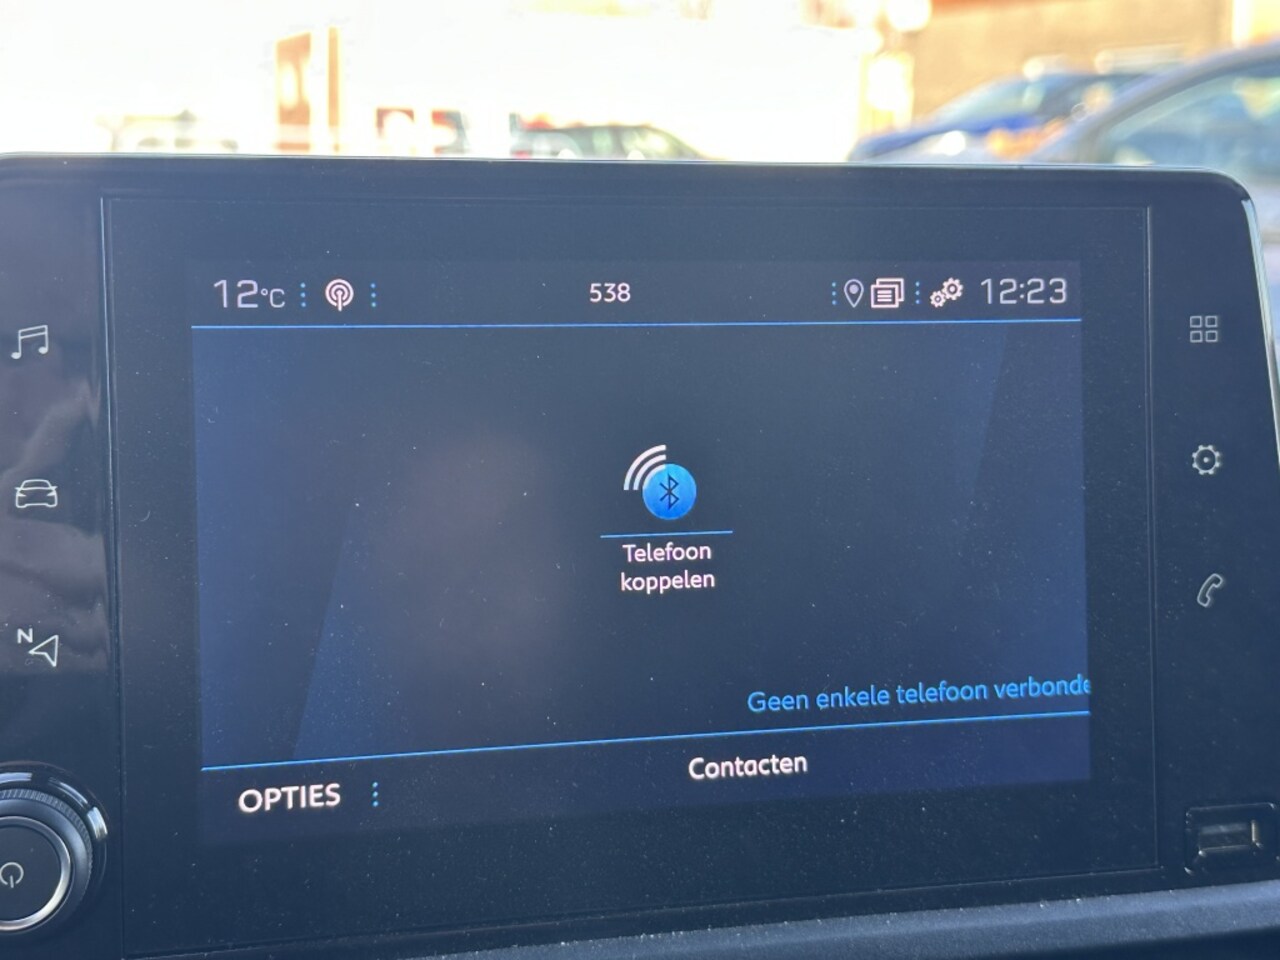 12°C
538
12:23
Telefoon
koppelen
Geen enkele telefoon verbonde
Contacten
OPTIES
N